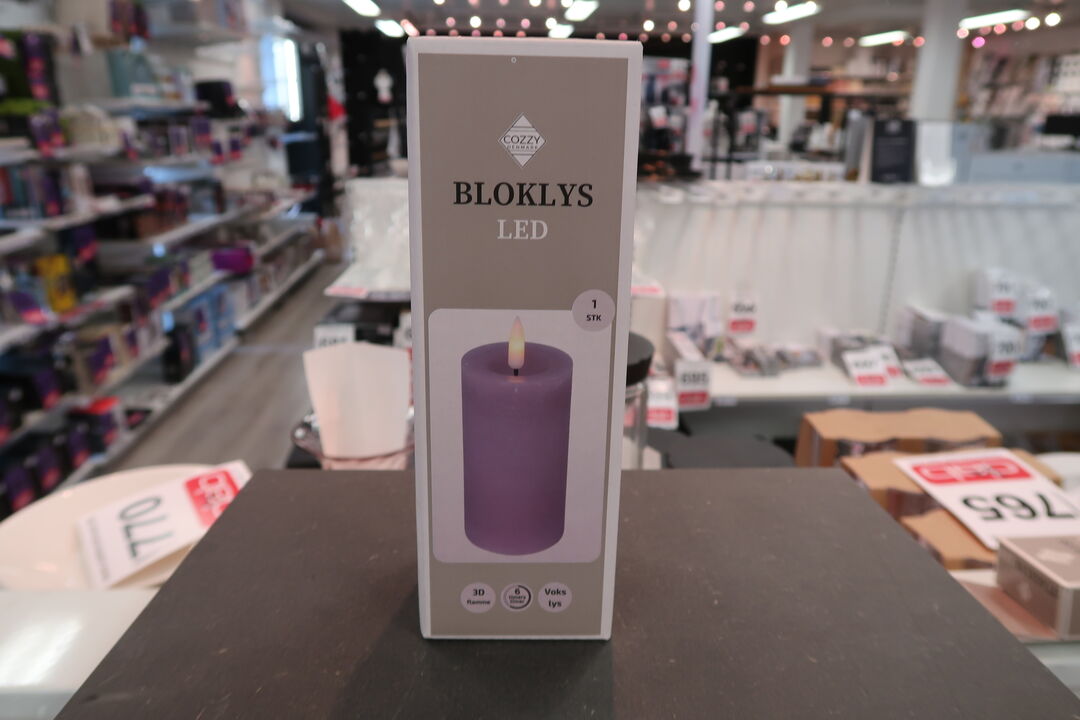 COZZY
DENMARK
BLOKLYS
LED
1
STK
3D
flamme
6
timers
timer
Voks
lys
770
765